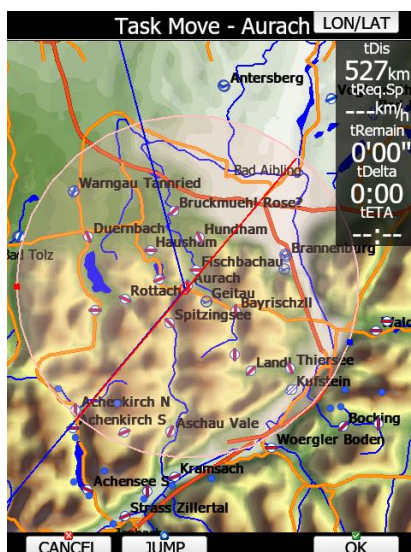 Task Move - Aurach
LON/LAT
tDis
527km
tReq.Sp
---km/h
tRemain
0'00"
tDelta
0:00
tETA
--:--
Antersberg
Bad Aibling
Warngau Tannried
Bruckmuehl Rose?
Duernbach
Hundham
Hausham
Brannenburg
Bad Tolz
Fischbachau
Aurach
Rottach
Geitau
Bayrischzll
Spitzingsee
Landl
Thiersee
Kufstein
Achenkirch N
Achenkirch S
Aschau Vale
Bocking
Woergler Boden
Kramsach
Achensee S
Strass Zillertal
CANCEL
JUMP
OK